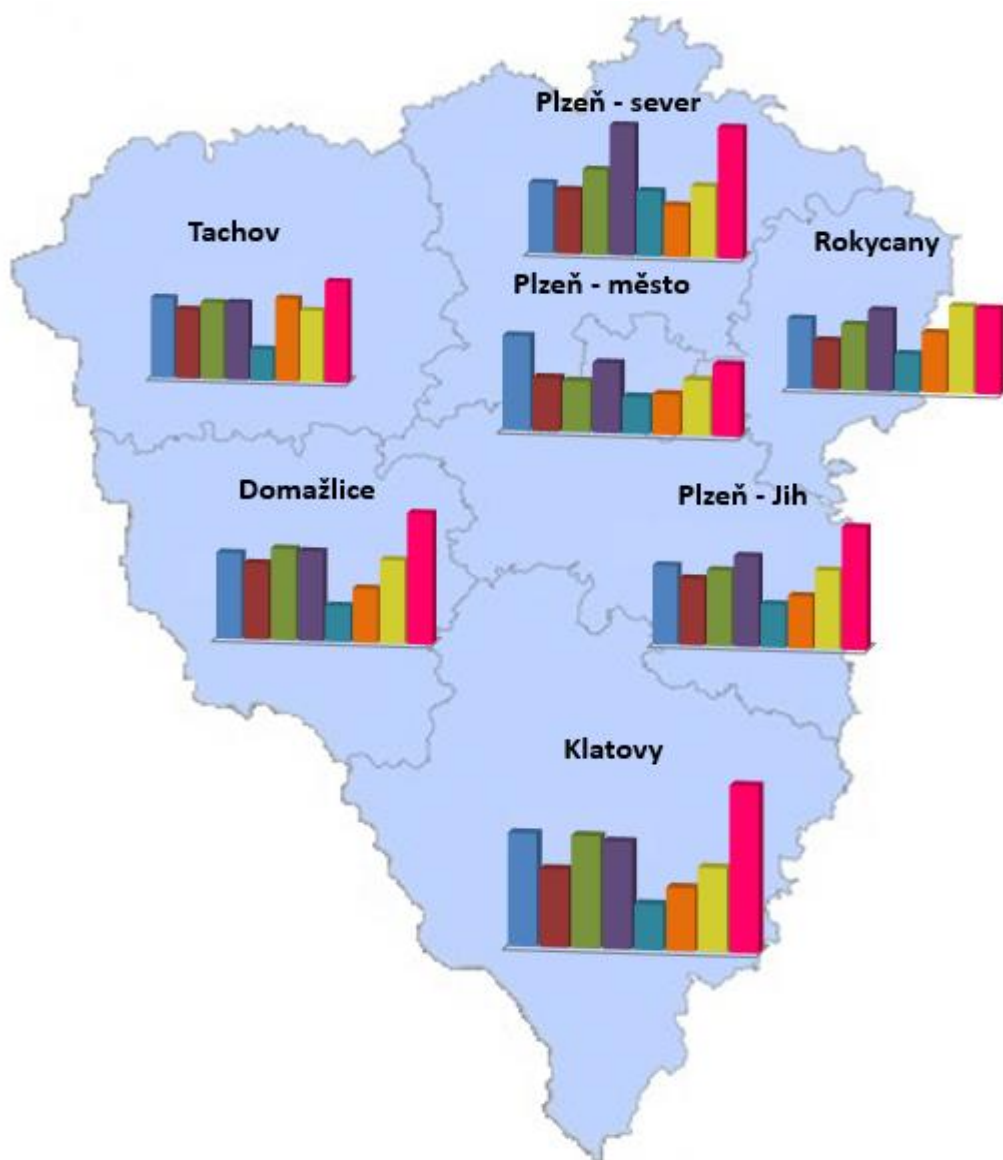 Plzeň - sever
Tachov
Rokycany
Plzeň - město
Domažlice
Plzeň - Jih
Klatovy